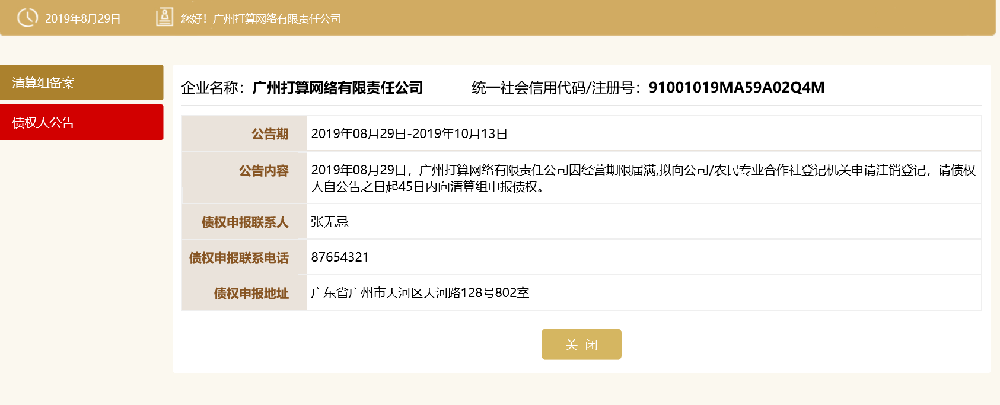 2019年8月29日
您好！广州打算网络有限责任公司
清算组备案
债权人公告
企业名称：广州打算网络有限责任公司 统一社会信用代码/注册号：91001019MA59A02Q4M
公告期 2019年08月29日-2019年10月13日
公告内容 2019年08月29日，广州打算网络有限责任公司因经营期限届满,拟向公司/农民专业合作社登记机关申请注销登记，请债权
人自公告之日起45日内向清算组申报债权。
债权申报联系人 张无忌
债权申报联系电话 87654321
债权申报地址 广东省广州市天河区天河路128号802室
关 闭